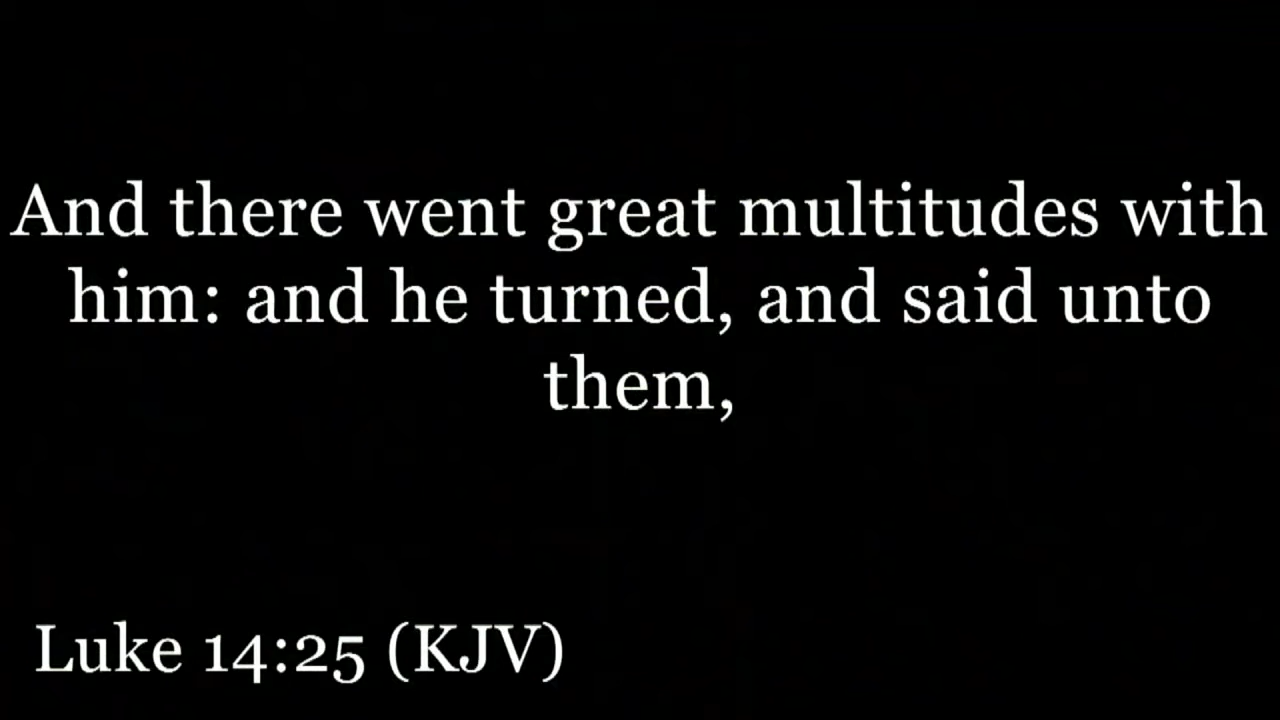 And there went great multitudes with
him: and he turned, and said unto
them,
Luke 14:25 (KJV)